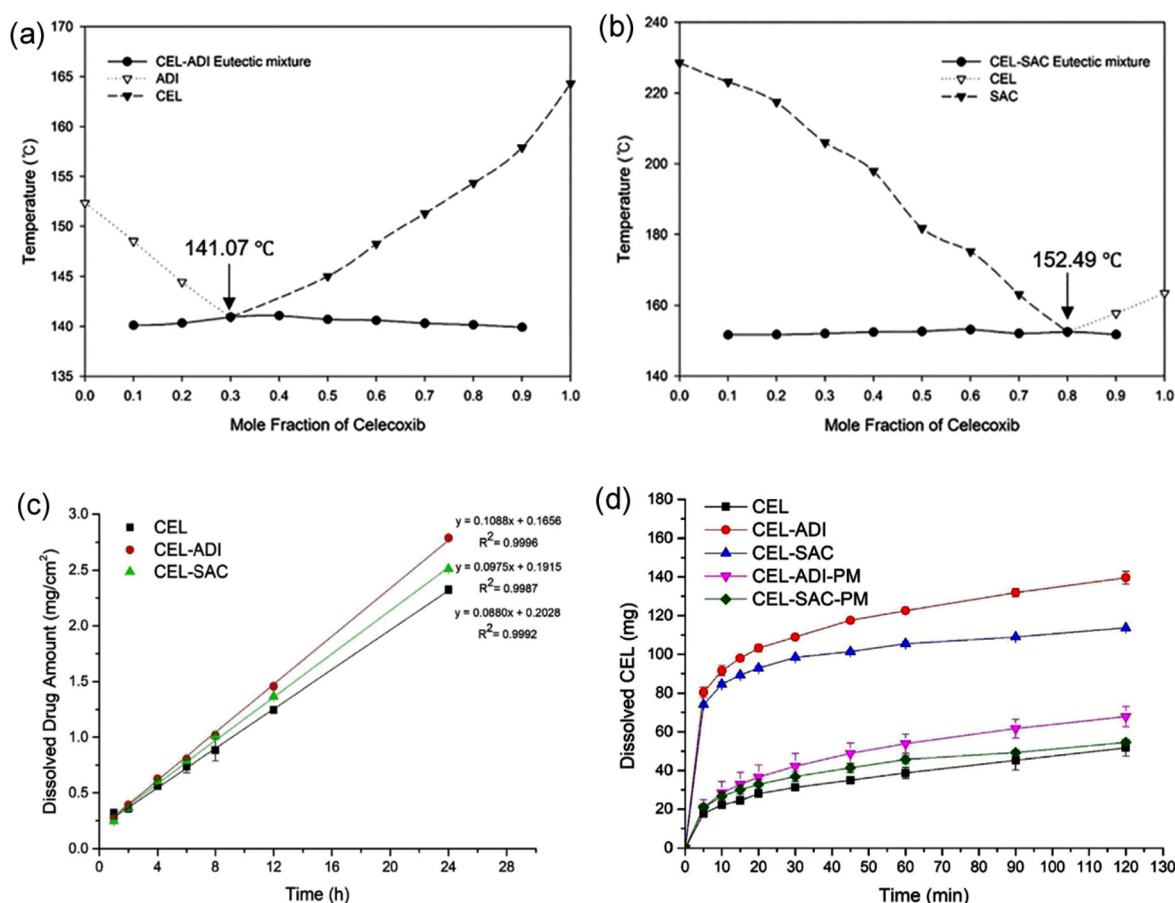 (a)
170
165
160
155
150
145
140
135
Temperature (℃)
CEL-ADI Eutectic mixture
ADI
CEL
141.07 ℃
0.0 0.1 0.2 0.3 0.4 0.5 0.6 0.7 0.8 0.9 1.0
Mole Fraction of Celecoxib
(b)
220
200
180
160
140
Temperature (℃)
CEL-SAC Eutectic mixture
CEL
SAC
152.49 ℃
0.0 0.1 0.2 0.3 0.4 0.5 0.6 0.7 0.8 0.9 1.0
Mole Fraction of Celecoxib
(c)
3.0
2.5
2.0
1.5
1.0
0.5
0.0
Dissolved Drug Amount (mg/cm²)
CEL
CEL-ADI
CEL-SAC
y = 0.1088x + 0.1656
R² = 0.9996
y = 0.0975x + 0.1915
R² = 0.9987
y = 0.0880x + 0.2028
R² = 0.9992
0 4 8 12 16 20 24 28
Time (h)
(d)
180
160
140
120
100
80
60
40
20
0
Dissolved CEL (mg)
CEL
CEL-ADI
CEL-SAC
CEL-ADI-PM
CEL-SAC-PM
0 10 20 30 40 50 60 70 80 90 100 110 120 130
Time (min)